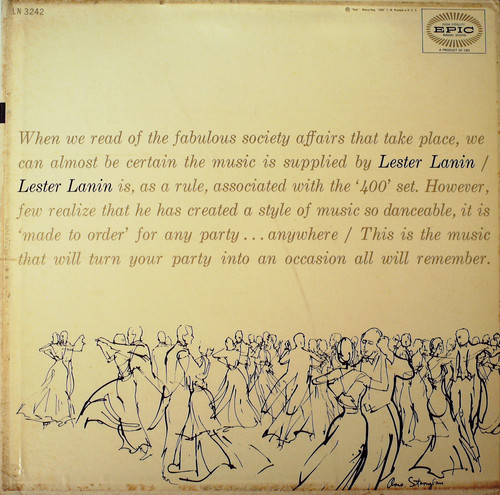 LN 3242
EPIC
A PRODUCT OF CBS
When we read of the fabulous society affairs that take place, we
can almost be certain the music is supplied by Lester Lanin /
Lester Lanin is, as a rule, associated with the ‘400’ set. However,
few realize that he has created a style of music so danceable, it is
‘made to order’ for any party . . . anywhere / This is the music
that will turn your party into an occasion all will remember.